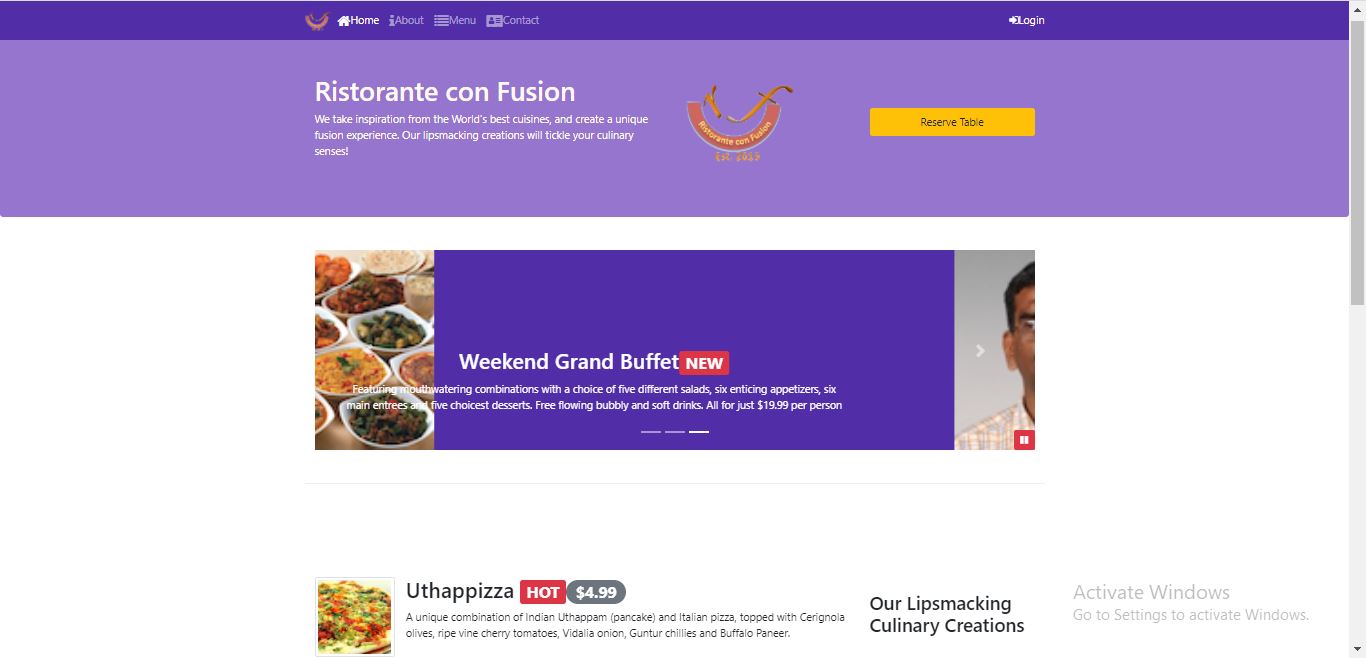 Home About Menu Contact Login
Ristorante con Fusion
We take inspiration from the World's best cuisines, and create a unique
fusion experience. Our lipsmacking creations will tickle your culinary
senses!
Ristorante con Fusion
Reserve Table
Weekend Grand Buffet NEW
Featuring mouthwatering combinations with a choice of five different salads, six enticing appetizers, six
main entrees and five choicest desserts. Free flowing bubbly and soft drinks. All for just $19.99 per person
Uthappizza HOT $4.99
A unique combination of Indian Uthappam (pancake) and Italian pizza, topped with Cerignola
olives, ripe vine cherry tomatoes, Vidalia onion, Guntur chillies and Buffalo Paneer.
Our Lipsmacking
Culinary Creations
Activate Windows
Go to Settings to activate Windows.